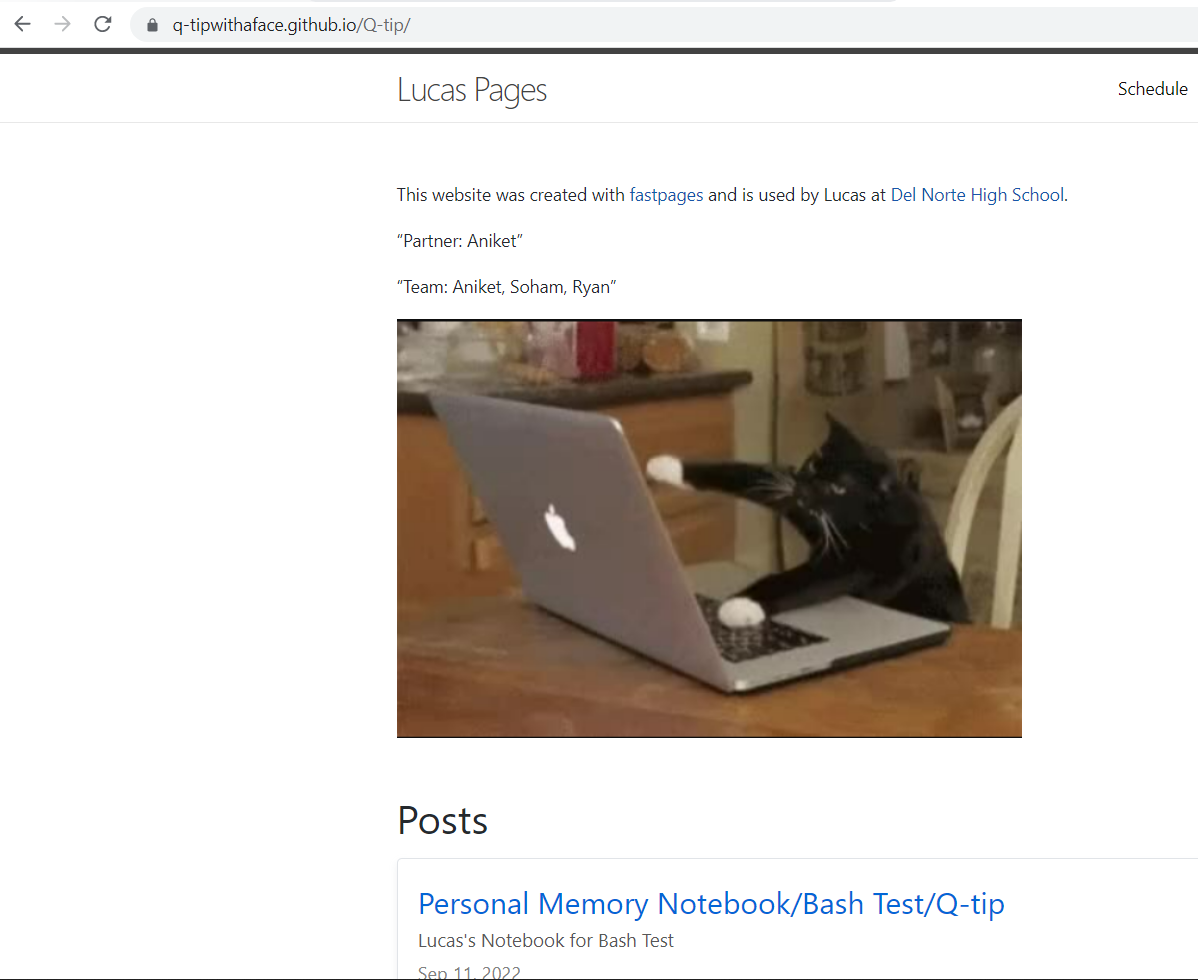 q-tipwithaface.github.io/Q-tip/
Lucas Pages
Schedule
This website was created with fastpages and is used by Lucas at Del Norte High School.
“Partner: Aniket”
“Team: Aniket, Soham, Ryan”
Posts
Personal Memory Notebook/Bash Test/Q-tip
Lucas's Notebook for Bash Test
Sep 11, 2022